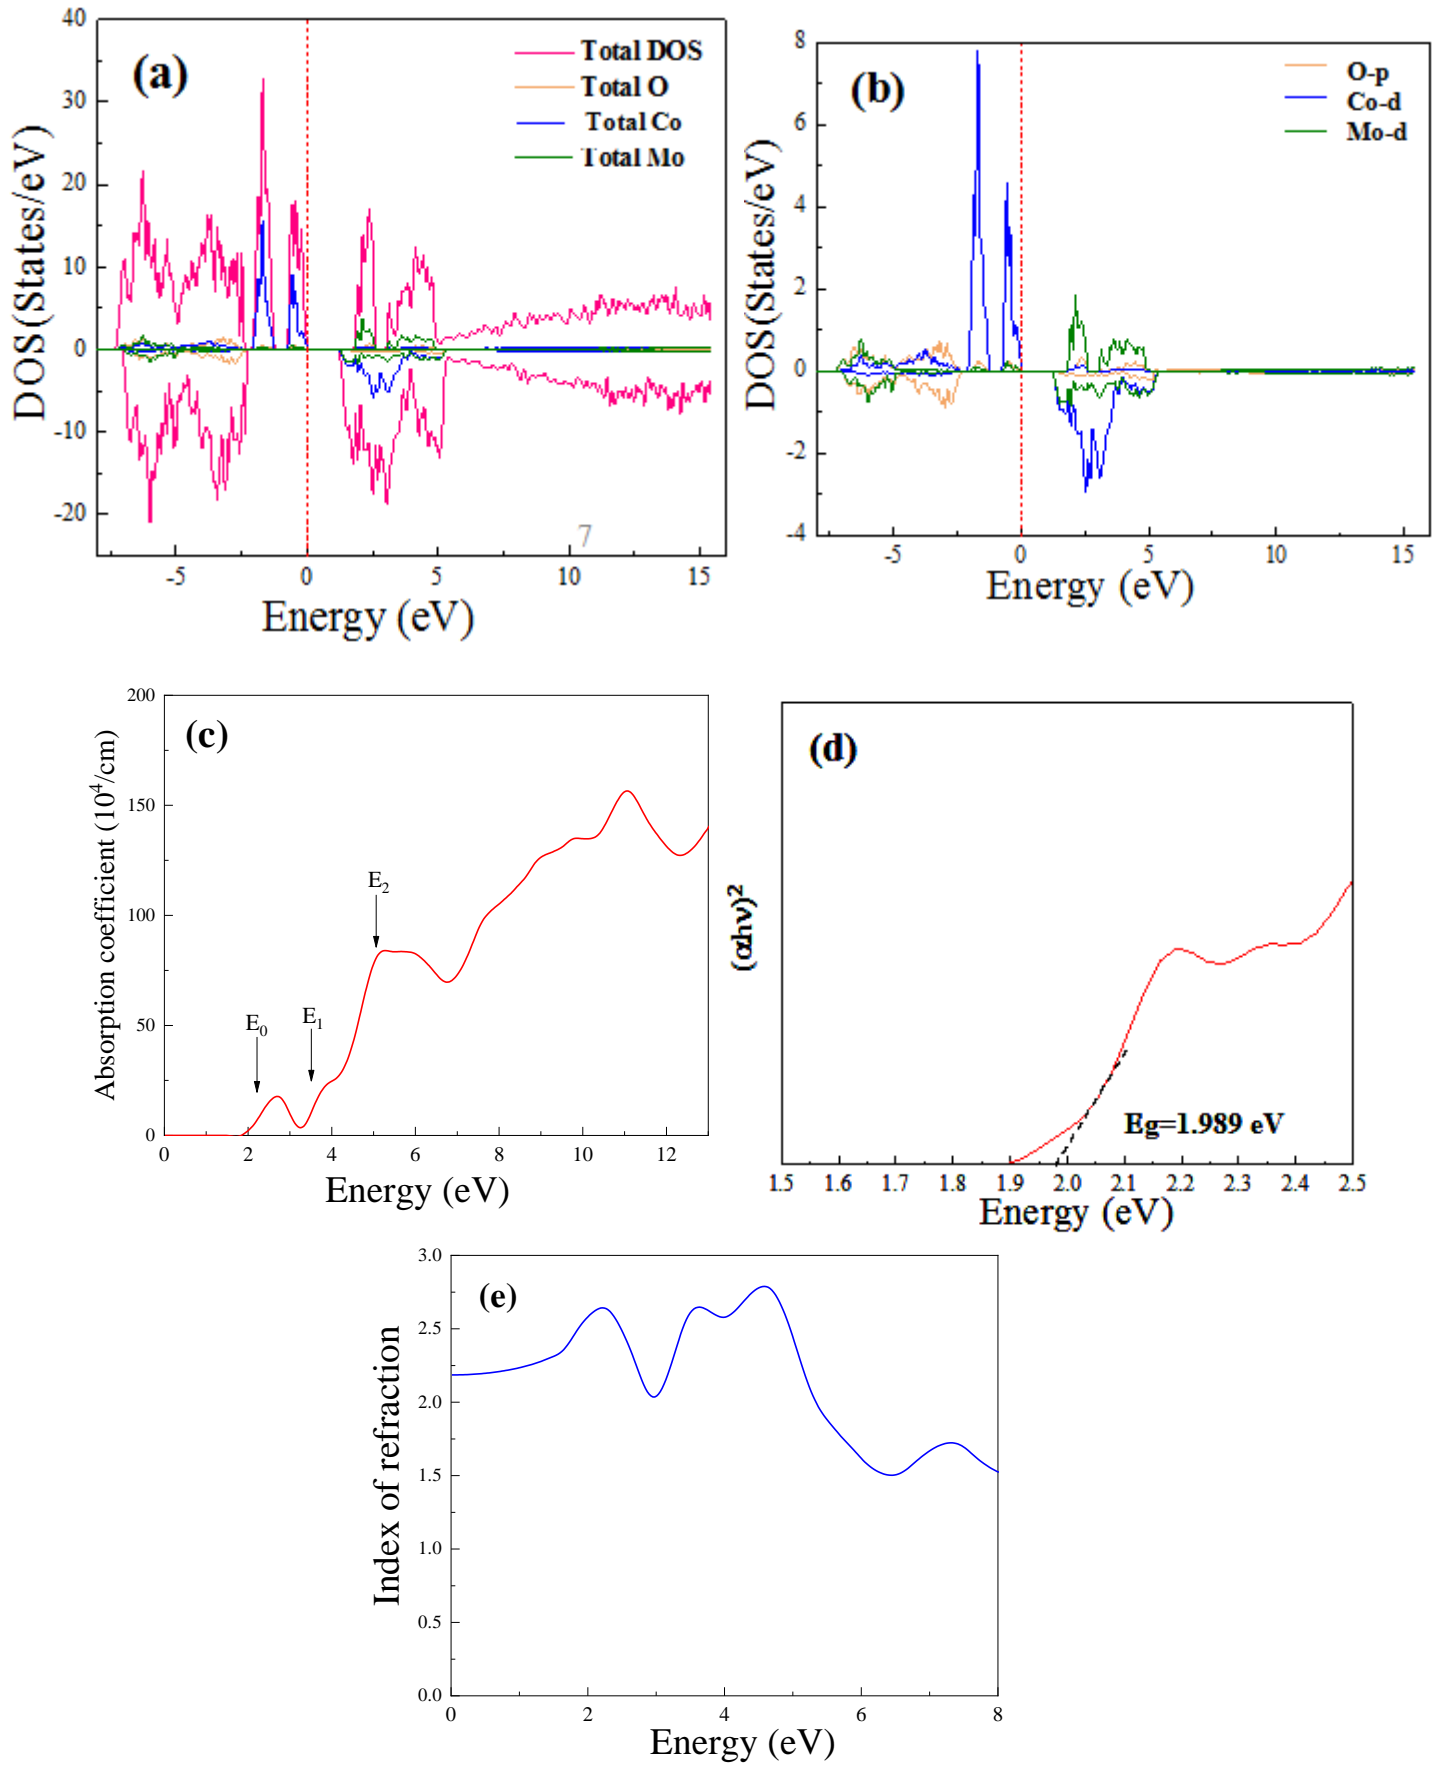 (a)
Total DOS
Total O
Total Co
Total Mo
40
30
20
10
0
-10
-20
DOS(States/eV)
7
-5 0 5 10 15
Energy (eV)
(b)
O-p
Co-d
Mo-d
8
6
4
2
0
-2
-4
DOS(States/eV)
-5 0 5 10 15
Energy (eV)
(c)
200
150
100
50
0
Absorption coefficient (10⁴/cm)
E₀
E₁
E₂
0 2 4 6 8 10 12
Energy (eV)
(d)
(αhν)²
Eg=1.989 eV
1.5 1.6 1.7 1.8 1.9 2.0 2.1 2.2 2.3 2.4 2.5
Energy (eV)
(e)
3.0
2.5
2.0
1.5
1.0
0.5
0.0
Index of refraction
0 2 4 6 8
Energy (eV)